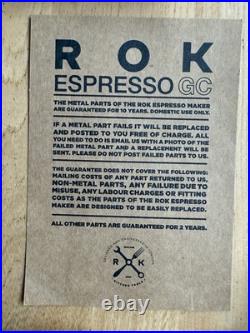 ROK
ESPRESSO GC
THE METAL PARTS OF THE ROK ESPRESSO MAKER
ARE GUARANTEED FOR 10 YEARS. DOMESTIC USE ONLY.
IF A METAL PART FAILS IT WILL BE REPLACED
AND POSTED TO YOU FREE OF CHARGE. ALL
YOU NEED TO DO IS EMAIL US WITH A PHOTO OF THE
FAILED METAL PART AND A REPLACEMENT WILL BE
SENT. PLEASE DO NOT POST FAILED PARTS TO US.
THE GUARANTEE DOES NOT COVER THE FOLLOWING:
MAILING COSTS OF ANY PART RETURNED TO US,
NON-METAL PARTS, ANY FAILURE DUE TO
MISUSE, ANY LABOUR CHARGES OR FITTING
COSTS AS THE PARTS OF THE ROK ESPRESSO
MAKER ARE DESIGNED TO BE EASILY REPLACED.
ROK
KITCHEN TOOLS
ALL OTHER PARTS ARE GUARANTEED FOR 2 YEARS.